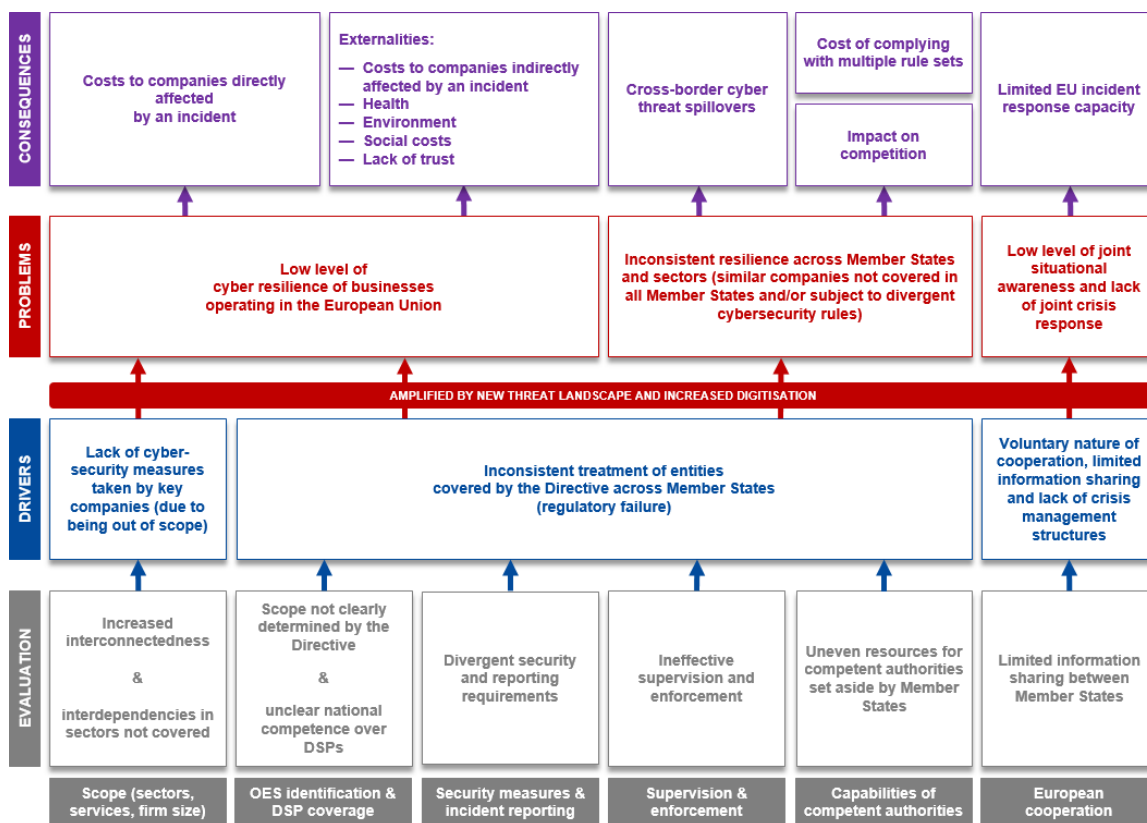 CONSEQUENCES
Costs to companies directly
affected
by an incident
Externalities:
— Costs to companies indirectly
affected by an incident
— Health
— Environment
— Social costs
— Lack of trust
Cross-border cyber
threat spillovers
Cost of complying
with multiple rule sets
Impact on
competition
Limited EU incident
response capacity
PROBLEMS
Low level of
cyber resilience of businesses
operating in the European Union
Inconsistent resilience across Member States
and sectors (similar companies not covered in
all Member States and/or subject to divergent
cybersecurity rules)
Low level of joint
situational
awareness and lack
of joint crisis
response
AMPLIFIED BY NEW THREAT LANDSCAPE AND INCREASED DIGITISATION
DRIVERS
Lack of cyber-
security measures
taken by key
companies (due to
being out of scope)
Inconsistent treatment of entities
covered by the Directive across Member States
(regulatory failure)
Voluntary nature of
cooperation, limited
information sharing
and lack of crisis
management
structures
EVALUATION
Increased
interconnectedness
&
interdependencies in
sectors not covered
Scope not clearly
determined by the
Directive
&
unclear national
competence over
DSPs
Divergent security
and reporting
requirements
Ineffective
supervision and
enforcement
Uneven resources for
competent authorities
set aside by Member
States
Limited information
sharing between
Member States
Scope (sectors,
services, firm size)
OES identification &
DSP coverage
Security measures &
incident reporting
Supervision &
enforcement
Capabilities of
competent authorities
European
cooperation